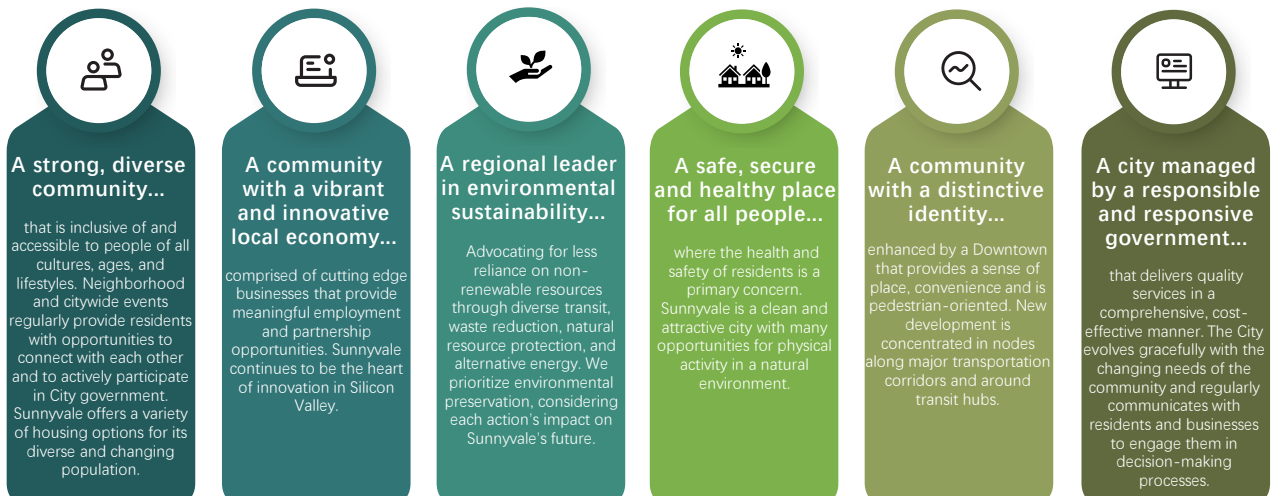 A strong, diverse
community...
that is inclusive of and
accessible to people of all
cultures, ages, and
lifestyles. Neighborhood
and citywide events
regularly provide residents
with opportunities to
connect with each other
and to actively participate
in City government.
Sunnyvale offers a variety
of housing options for its
diverse and changing
population.
A community
with a vibrant
and innovative
local economy...
comprised of cutting edge
businesses that provide
meaningful employment
and partnership
opportunities. Sunnyvale
continues to be the heart
of innovation in Silicon
Valley.
A regional leader
in environmental
sustainability...
Advocating for less
reliance on non-
renewable resources
through diverse transit,
waste reduction, natural
resource protection, and
alternative energy. We
prioritize environmental
preservation, considering
each action's impact on
Sunnyvale's future.
A safe, secure
and healthy place
for all people...
where the health and
safety of residents is a
primary concern.
Sunnyvale is a clean and
attractive city with many
opportunities for physical
activity in a natural
environment.
A community
with a distinctive
identity...
enhanced by a Downtown
that provides a sense of
place, convenience and is
pedestrian-oriented. New
development is
concentrated in nodes
along major transportation
corridors and around
transit hubs.
A city managed
by a responsible
and responsive
government...
that delivers quality
services in a
comprehensive, cost-
effective manner. The City
evolves gracefully with the
changing needs of the
community and regularly
communicates with
residents and businesses
to engage them in
decision-making
processes.